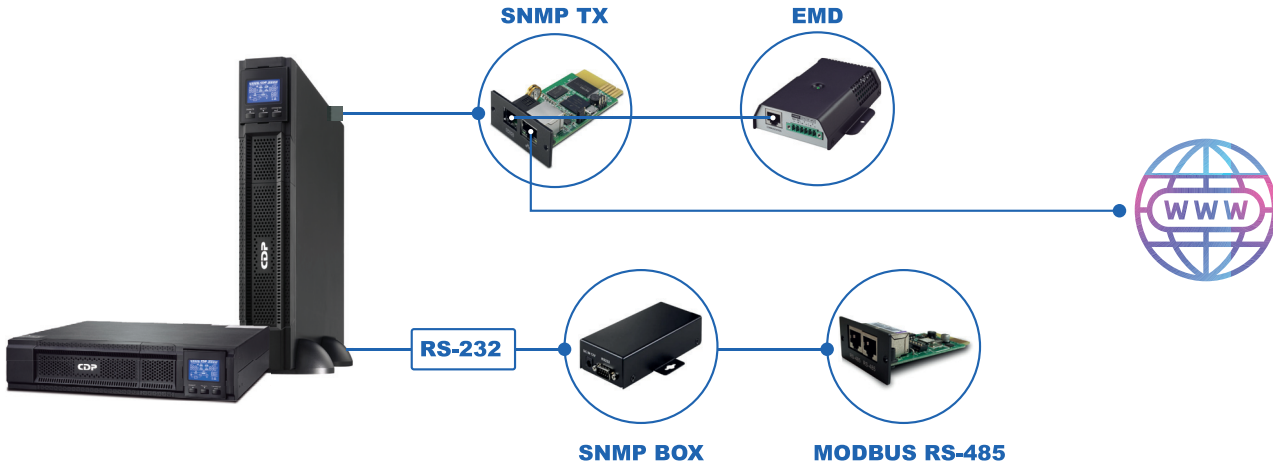 SNMP TX
EMD
WWW
CDP
CDP
RS-232
SNMP BOX
MODBUS RS-485